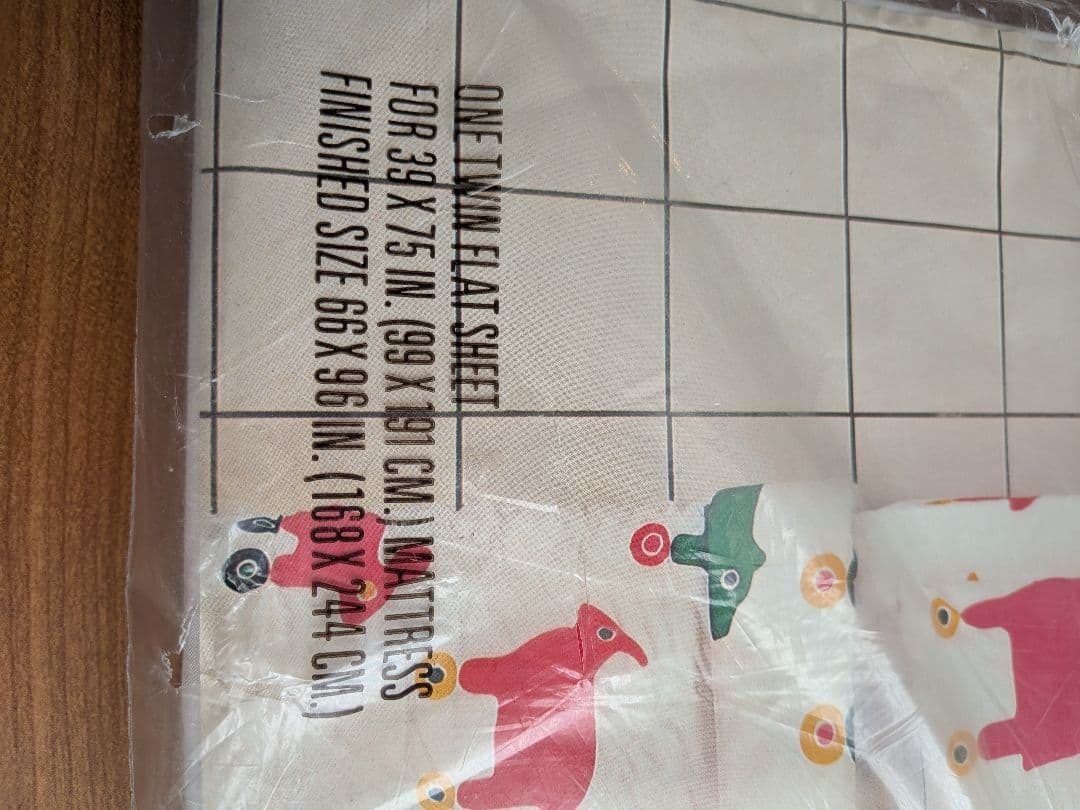 ONE TWIN FLAT SHEET
FOR 39 X 75 IN. (99 X 191 CM.) MATTRESS
FINISHED SIZE 66 X 96 IN. (168 X 244 CM.)